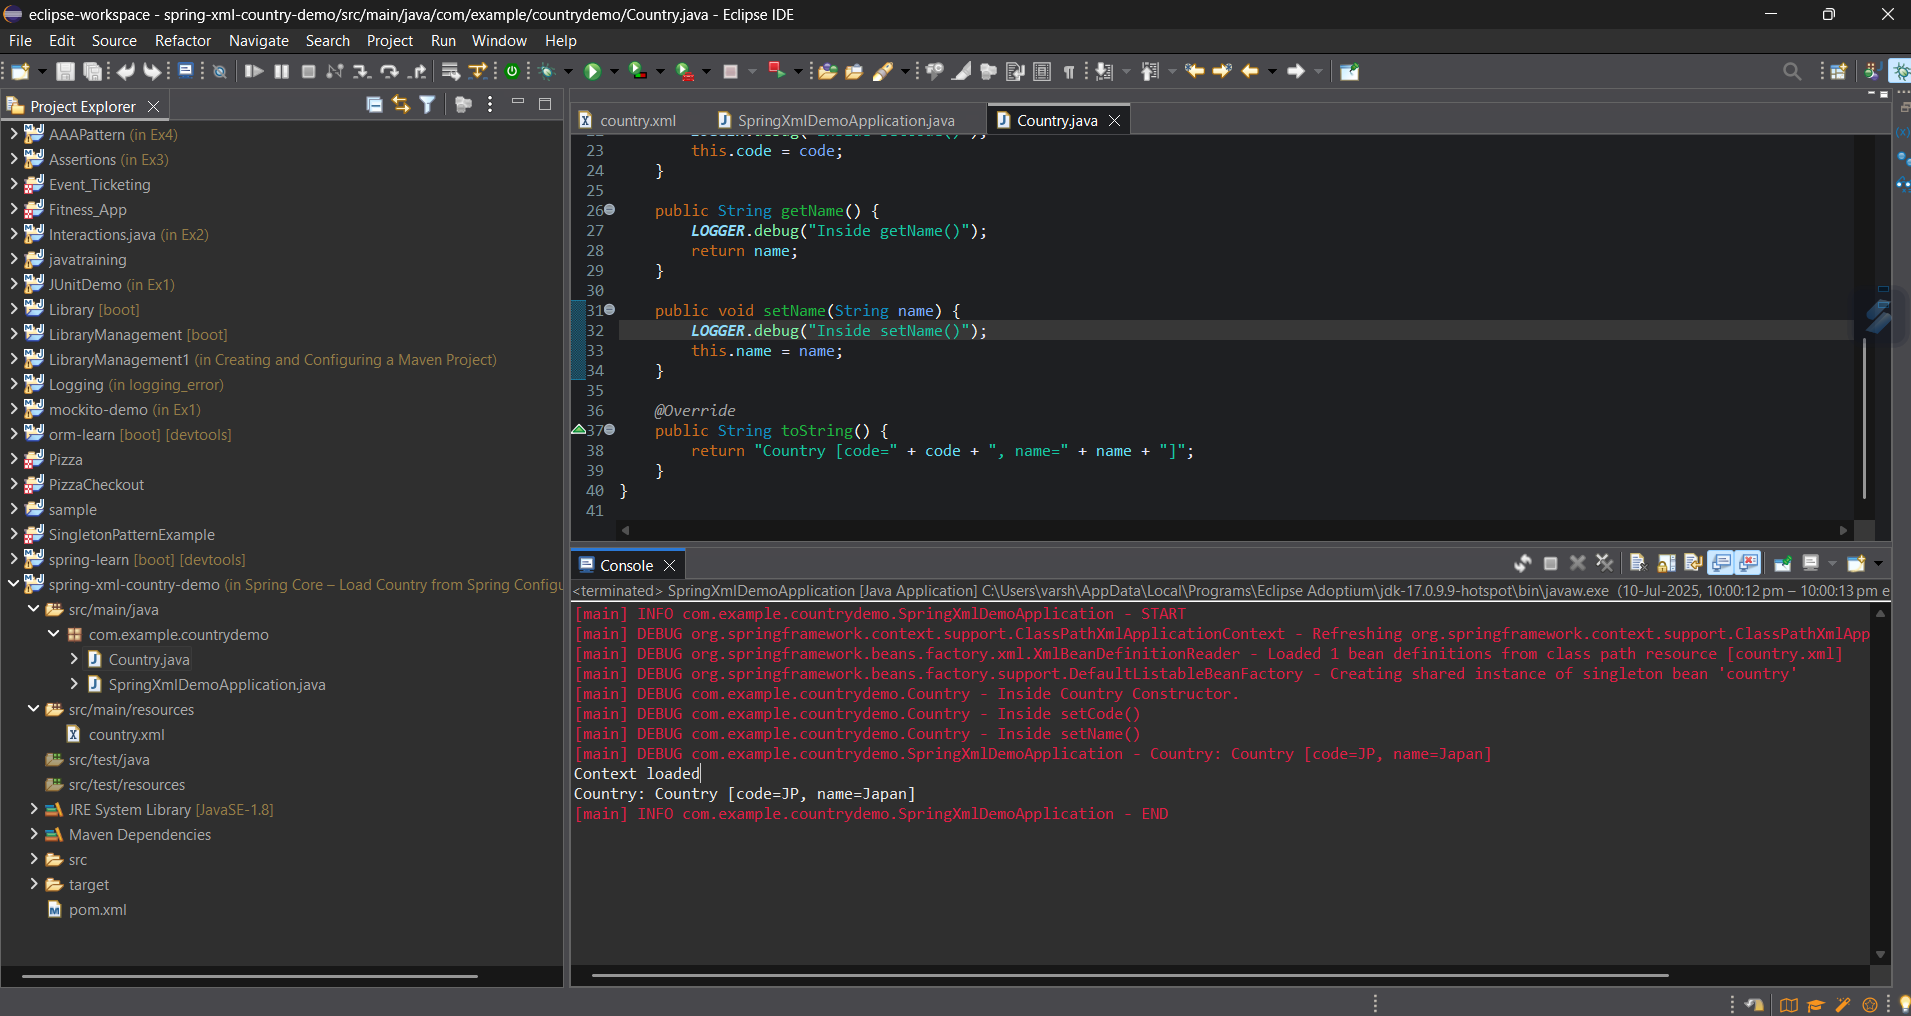 eclipse-workspace - spring-xml-country-demo/src/main/java/com/example/countrydemo/Country.java - Eclipse IDE
File Edit Source Refactor Navigate Search Project Run Window Help
Project Explorer
AAAPattern (in Ex4)
Assertions (in Ex3)
Event_Ticketing
Fitness_App
Interactions.java (in Ex2)
javatraining
JUnitDemo (in Ex1)
Library [boot]
LibraryManagement [boot]
LibraryManagement1 (in Creating and Configuring a Maven Project)
Logging (in logging_error)
mockito-demo (in Ex1)
orm-learn [boot] [devtools]
Pizza
PizzaCheckout
sample
SingletonPatternExample
spring-learn [boot] [devtools]
spring-xml-country-demo (in Spring Core – Load Country from Spring Configu
src/main/java
com.example.countrydemo
Country.java
SpringXmlDemoApplication.java
src/main/resources
country.xml
src/test/java
src/test/resources
JRE System Library [JavaSE-1.8]
Maven Dependencies
src
target
pom.xml
country.xml SpringXmlDemoApplication.java Country.java
23 this.code = code;
24 }
25
26 public String getName() {
27 LOGGER.debug("Inside getName()");
28 return name;
29 }
30
31 public void setName(String name) {
32 LOGGER.debug("Inside setName()");
33 this.name = name;
34 }
35
36 @Override
37 public String toString() {
38 return "Country [code=" + code + ", name=" + name + "]";
39 }
40 }
41
Console
<terminated> SpringXmlDemoApplication [Java Application] C:\Users\varsh\AppData\Local\Programs\Eclipse Adoptium\jdk-17.0.9.9-hotspot\bin\javaw.exe (10-Jul-2025, 10:00:12 pm – 10:00:13 pm e
[main] INFO com.example.countrydemo.SpringXmlDemoApplication - START
[main] DEBUG org.springframework.context.support.ClassPathXmlApplicationContext - Refreshing org.springframework.context.support.ClassPathXmlApp
[main] DEBUG org.springframework.beans.factory.xml.XmlBeanDefinitionReader - Loaded 1 bean definitions from class path resource [country.xml]
[main] DEBUG org.springframework.beans.factory.support.DefaultListableBeanFactory - Creating shared instance of singleton bean 'country'
[main] DEBUG com.example.countrydemo.Country - Inside Country Constructor.
[main] DEBUG com.example.countrydemo.Country - Inside setCode()
[main] DEBUG com.example.countrydemo.Country - Inside setName()
[main] DEBUG com.example.countrydemo.SpringXmlDemoApplication - Country: Country [code=JP, name=Japan]
Context loaded
Country: Country [code=JP, name=Japan]
[main] INFO com.example.countrydemo.SpringXmlDemoApplication - END